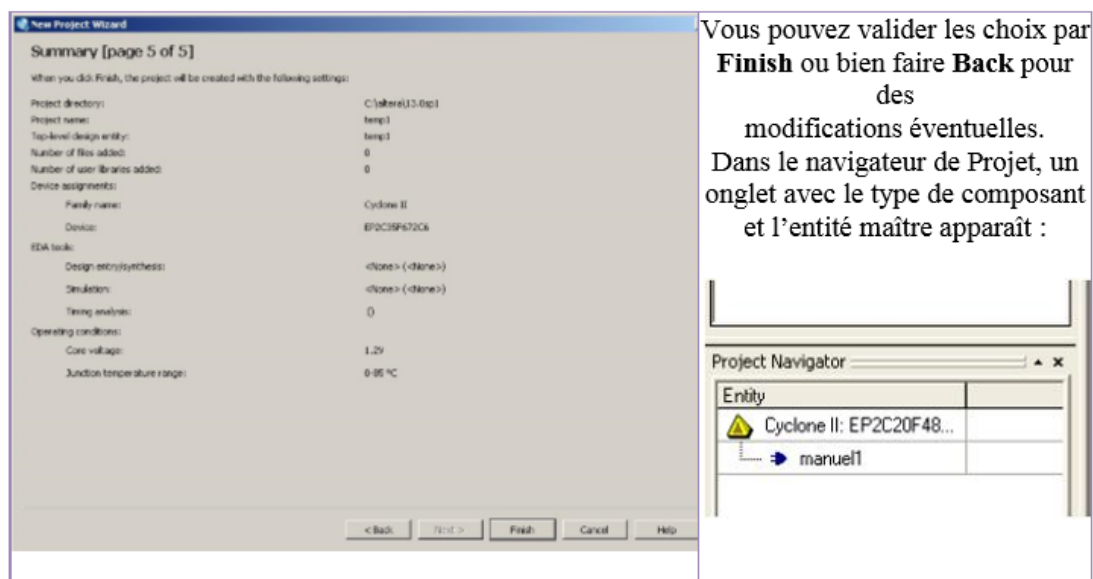 New Project Wizard
Summary [page 5 of 5]
When you click Finish, the project will be created with the following settings:
Project directory: C:\altera\13.0sp1
Project name: temp1
Top-level design entity: temp1
Number of files added: 0
Number of user libraries added: 0
Device assignments:
Family name: Cyclone II
Device: EP2C35F672C6
EDA tools:
Design entry/synthesis: <None> (<None>)
Simulation: <None> (<None>)
Timing analysis: ()
Operating conditions:
Core voltage: 1.2V
Junction temperature range: 0-85 °C
< Back Next > Finish Cancel Help
Vous pouvez valider les choix par
Finish ou bien faire Back pour
des
modifications éventuelles.
Dans le navigateur de Projet, un
onglet avec le type de composant
et l’entité maître apparaît :
Project Navigator
Entity
Cyclone II: EP2C20F48...
manuel1